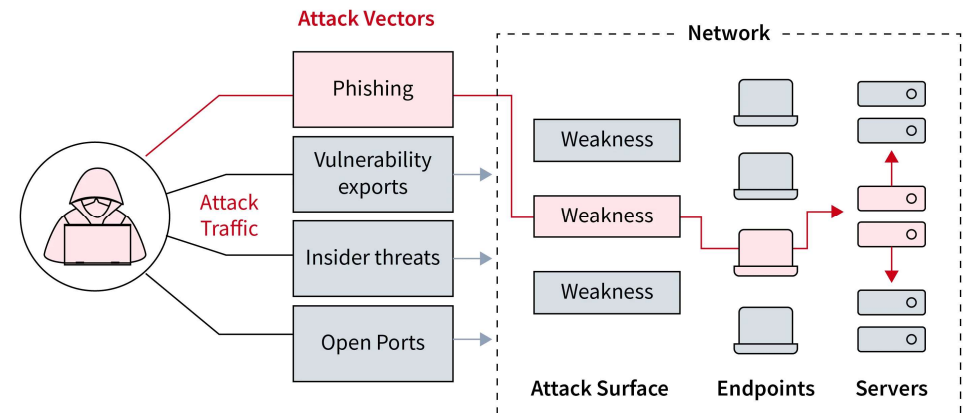 Attack Vectors
Network
Phishing
Vulnerability
exports
Insider threats
Open Ports
Attack
Traffic
Weakness
Weakness
Weakness
Attack Surface
Endpoints
Servers